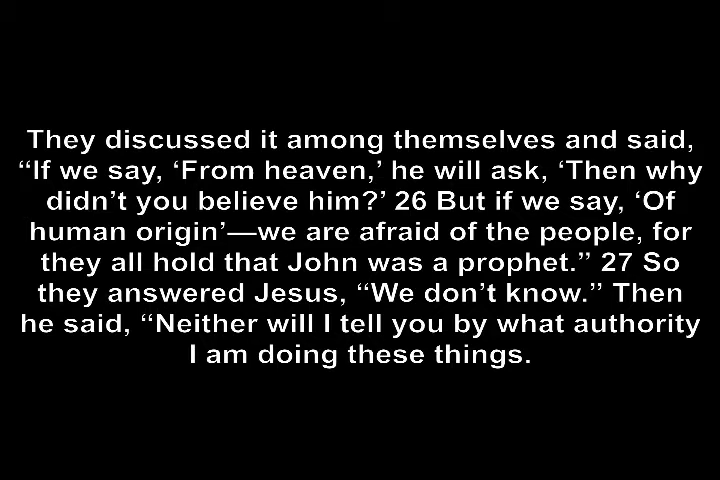 They discussed it among themselves and said,
“If we say, ‘From heaven,’ he will ask, ‘Then why
didn’t you believe him?’ 26 But if we say, ‘Of
human origin’—we are afraid of the people, for
they all hold that John was a prophet.” 27 So
they answered Jesus, “We don’t know.” Then
he said, “Neither will I tell you by what authority
I am doing these things.